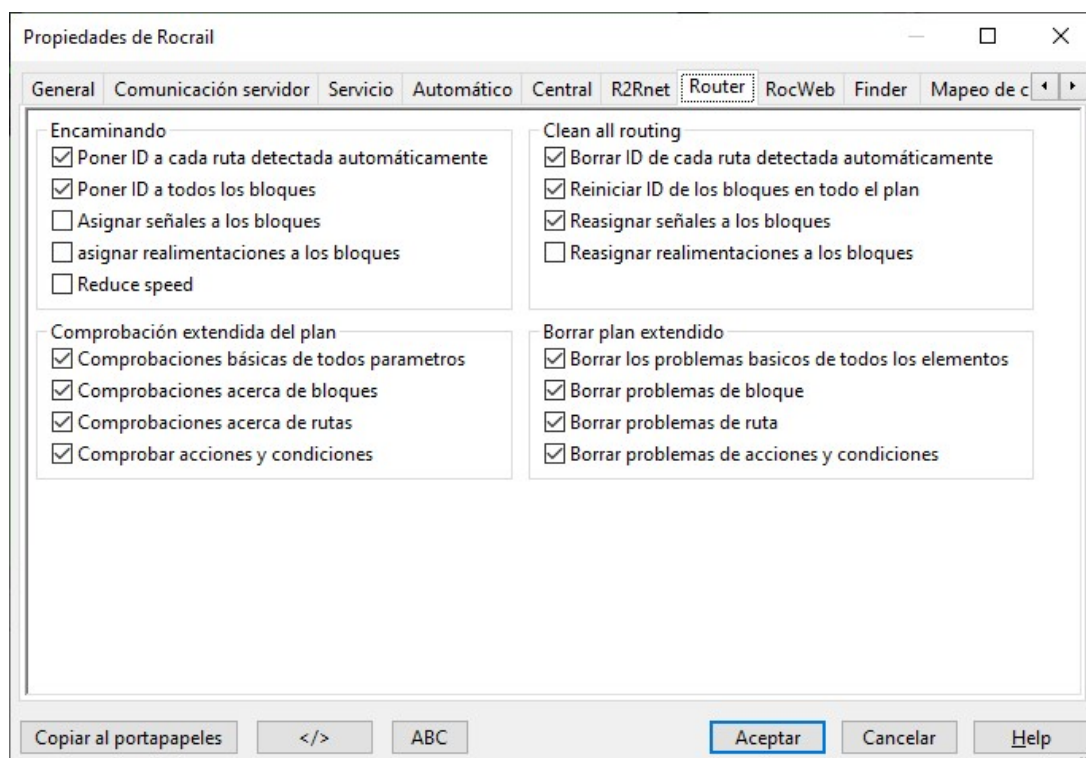 Propiedades de Rocrail
General Comunicación servidor Servicio Automático Central R2Rnet Router RocWeb Finder Mapeo de c
Encaminando
Poner ID a cada ruta detectada automáticamente
Poner ID a todos los bloques
Asignar señales a los bloques
asignar realimentaciones a los bloques
Reduce speed
Clean all routing
Borrar ID de cada ruta detectada automáticamente
Reiniciar ID de los bloques en todo el plan
Reasignar señales a los bloques
Reasignar realimentaciones a los bloques
Comprobación extendida del plan
Comprobaciones básicas de todos parametros
Comprobaciones acerca de bloques
Comprobaciones acerca de rutas
Comprobar acciones y condiciones
Borrar plan extendido
Borrar los problemas basicos de todos los elementos
Borrar problemas de bloque
Borrar problemas de ruta
Borrar problemas de acciones y condiciones
Copiar al portapapeles </> ABC Aceptar Cancelar Help